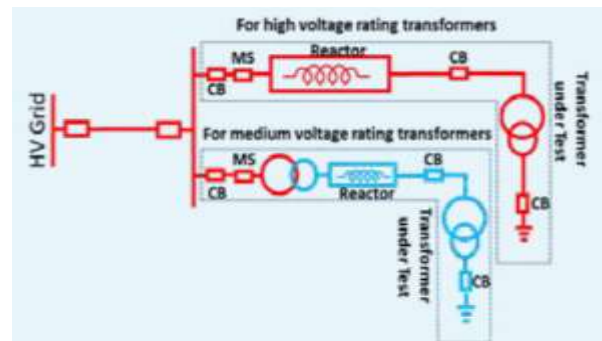 For high voltage rating transformers
Reactor
MS
CB
CB
HV Grid
Transformer
under Test
CB
For medium voltage rating transformers
MS
CB
CB
Reactor
Transformer
under Test
CB